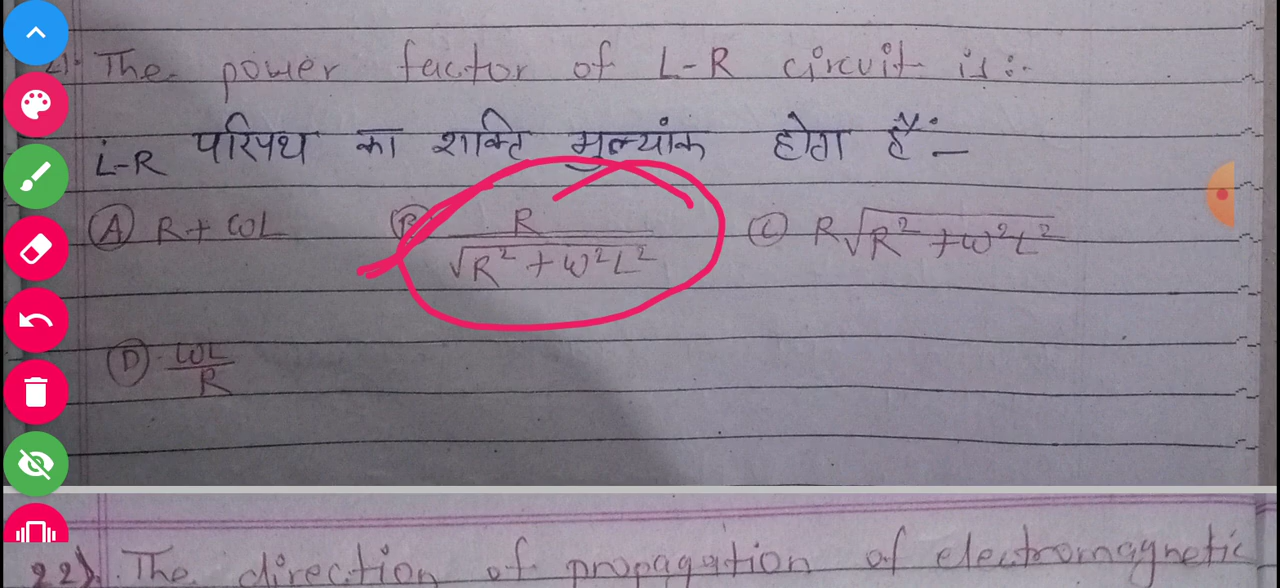 The power factor of L-R circuit is:-
L-R परिपथ का शक्ति मुल्यांक होता है :-
(A) R + ωL (B) R/√R² + ω²L² (C) R√R² + ω²L²
(D) ωL/R
22). The direction of propagation of electromagnetic